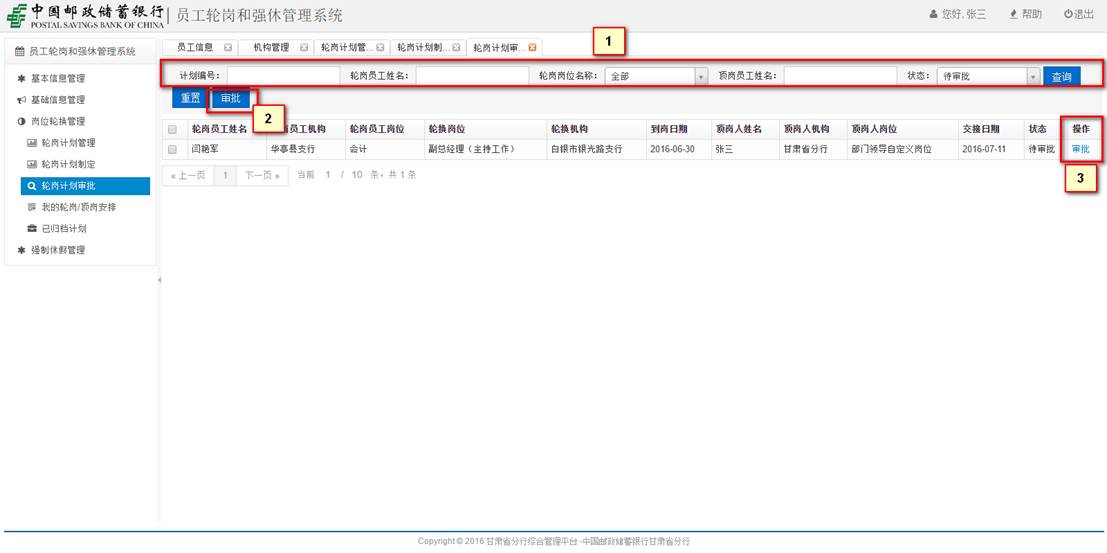 中国邮政储蓄银行
POSTAL SAVINGS BANK OF CHINA
员工轮岗和强休管理系统
您好, 张三 帮助 退出
员工轮岗和强休管理系统
基本信息管理
基础信息管理
岗位轮换管理
轮岗计划管理
轮岗计划制定
轮岗计划审批
我的轮岗/顶岗安排
已归档计划
强制休假管理
员工信息 机构管理 轮岗计划管... 轮岗计划制... 轮岗计划审...
1
计划编号： 轮岗员工姓名： 轮岗岗位名称： 全部 顶岗员工姓名： 状态： 待审批 查询
重置 审批
2
轮岗员工姓名 员工机构 轮岗员工岗位 轮换岗位 轮换机构 到岗日期 顶岗人姓名 顶岗人机构 顶岗人岗位 交接日期 状态 操作
闫艳军 华亭县支行 会计 副总经理（主持工作） 白银市银光路支行 2016-06-30 张三 甘肃省分行 部门领导自定义岗位 2016-07-11 待审批 审批
3
« 上一页 1 下一页 » 当前 1 / 10 条，共 1 条
Copyright © 2016 甘肃省分行综合管理平台 -中国邮政储蓄银行甘肃省分行